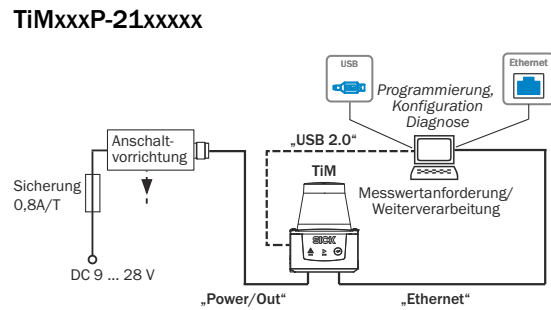 TiMxxxP-21xxxxx
USB
Ethernet
Programmierung,
Konfiguration
Diagnose
Anschalt-
vorrichtung
„USB 2.0“
TiM
Sicherung
0,8A/T
Messwertanforderung/
Weiterverarbeitung
SICK
DC 9 ... 28 V
„Power/Out“
„Ethernet“